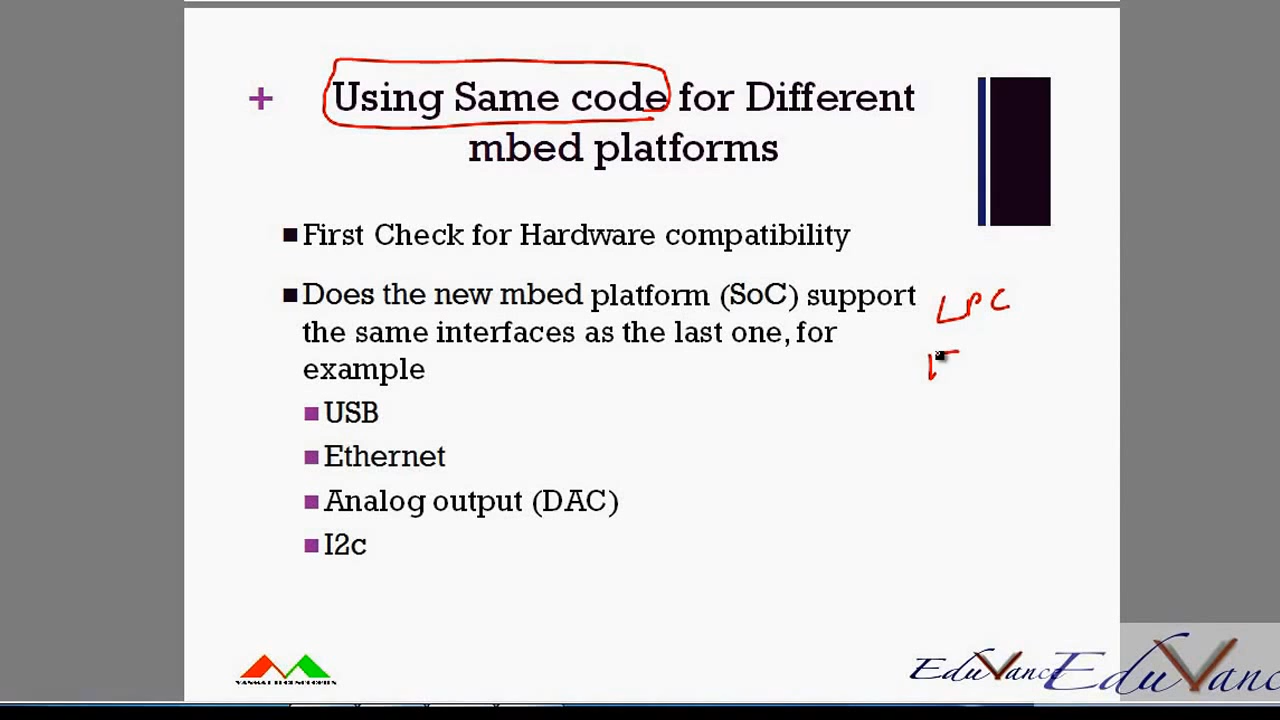 + Using Same code for Different
mbed platforms
First Check for Hardware compatibility
Does the new mbed platform (SoC) support
the same interfaces as the last one, for
example
LPC
USB
Ethernet
Analog output (DAC)
I2c
EduVance EduVanc